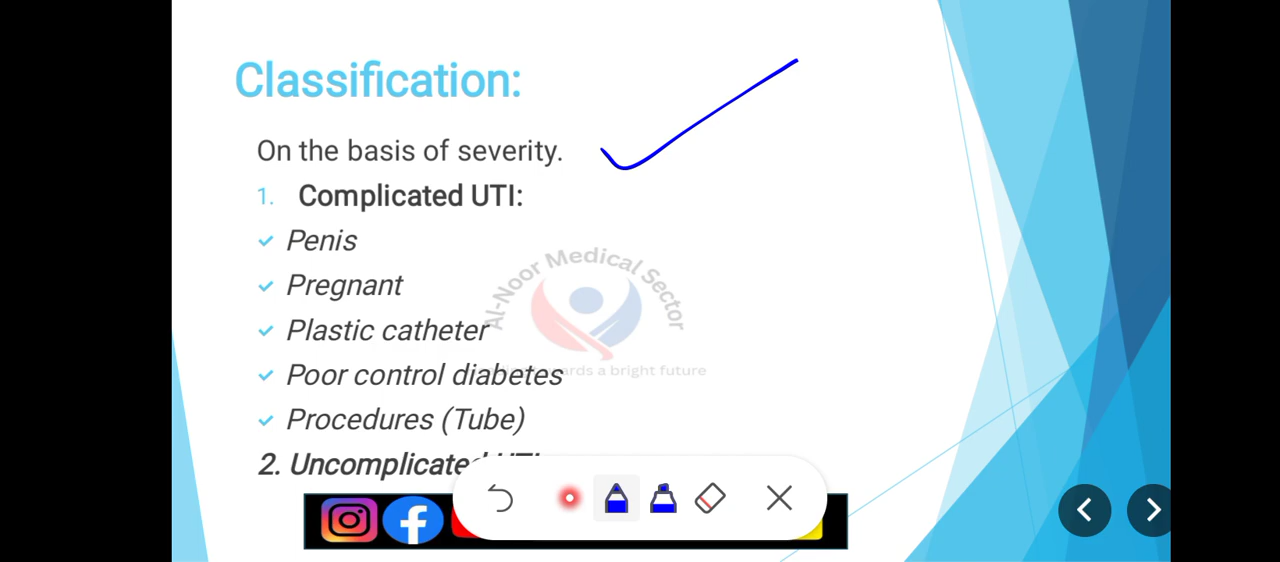 Classification:
On the basis of severity.
1. Complicated UTI:
Penis
Pregnant
Al-Noor Medical Sector
Plastic catheter
towards a bright future
Poor control diabetes
Procedures (Tube)
2. Uncomplicated UTI